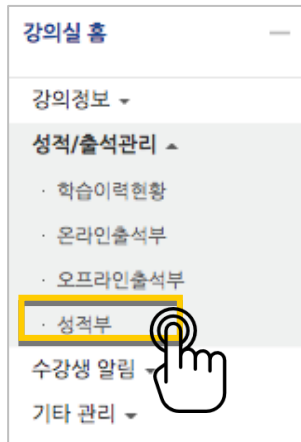 강의실 홈
강의정보
성적/출석관리
· 학습이력현황
· 온라인출석부
· 오프라인출석부
· 성적부
수강생 알림
기타 관리